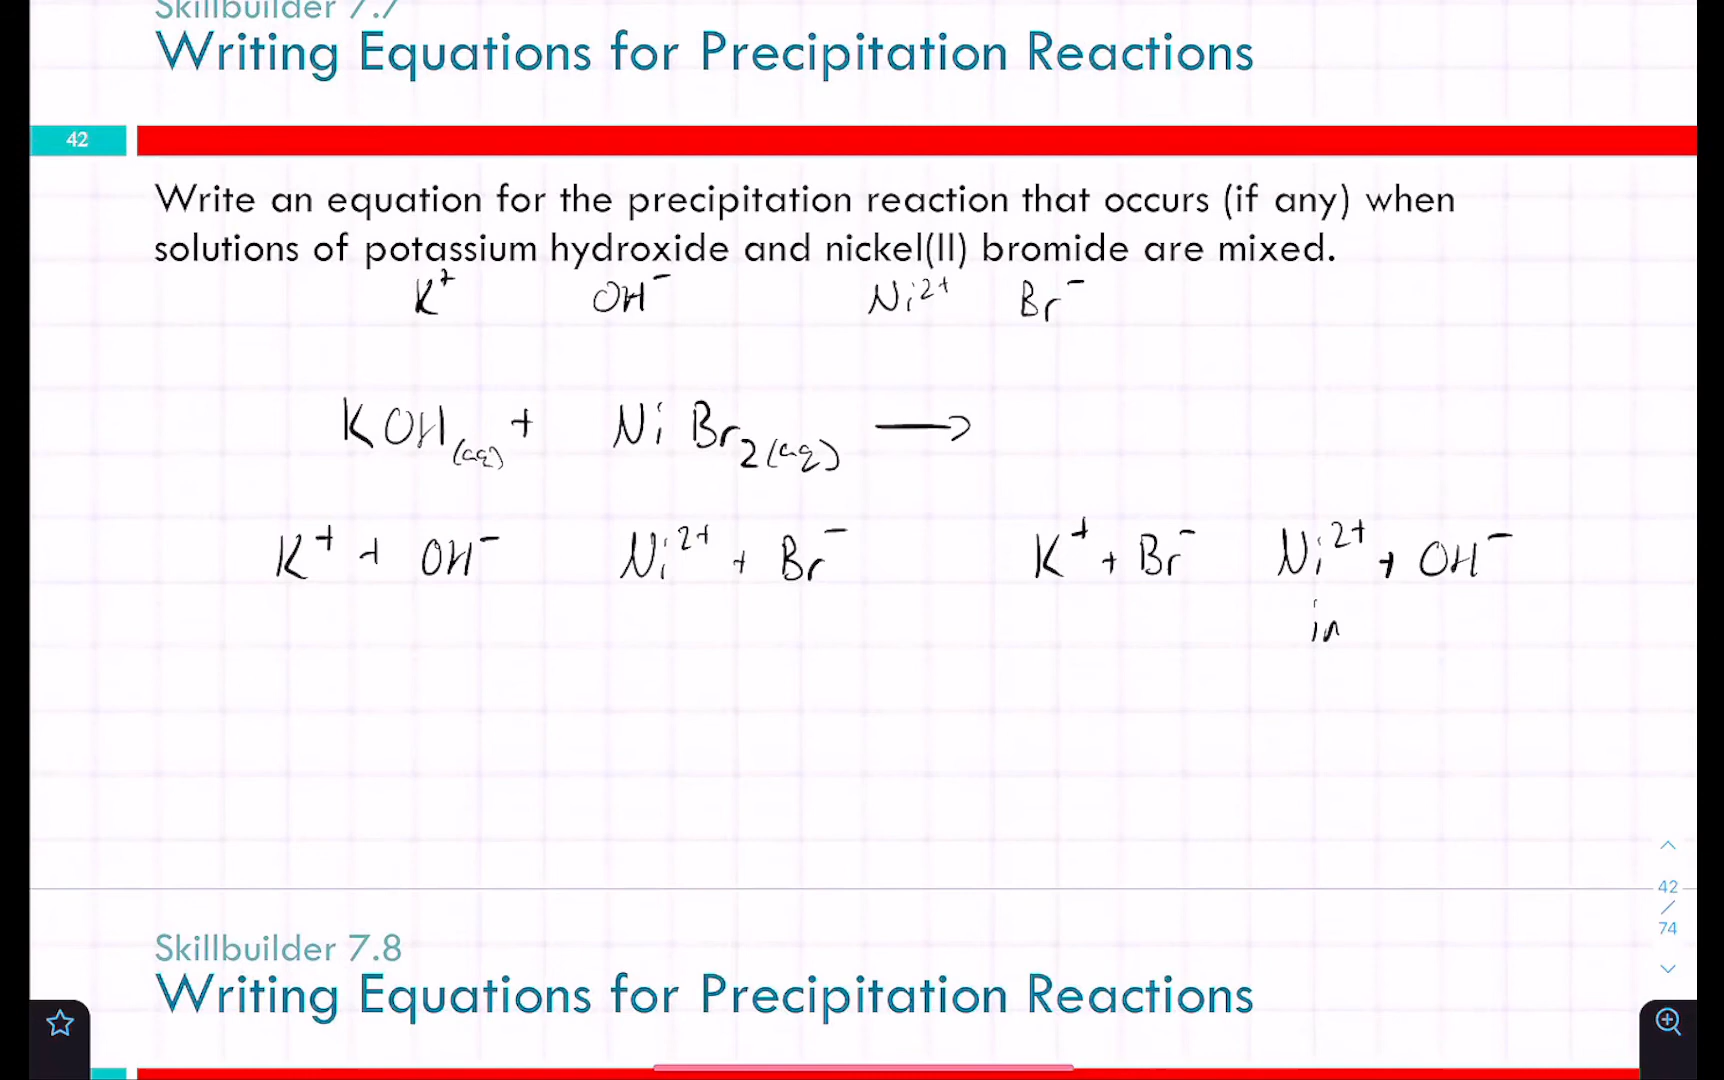 Skillbuilder 7.7
Writing Equations for Precipitation Reactions
42
Write an equation for the precipitation reaction that occurs (if any) when
solutions of potassium hydroxide and nickel(II) bromide are mixed.
K⁺ OH⁻ Ni²⁺ Br⁻
KOH(aq) + NiBr₂(aq) →
K⁺ + OH⁻ Ni²⁺ + Br⁻ K⁺ + Br⁻ Ni²⁺ + OH⁻
in
42
/
74
Skillbuilder 7.8
Writing Equations for Precipitation Reactions